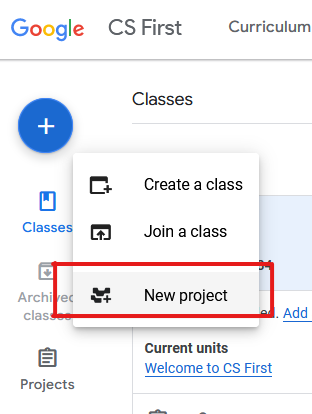 Google CS First Curriculum
Classes
Create a class
Classes
Join a class
Archive
classes
New project
. Add
Current units
Projects
Welcome to CS First